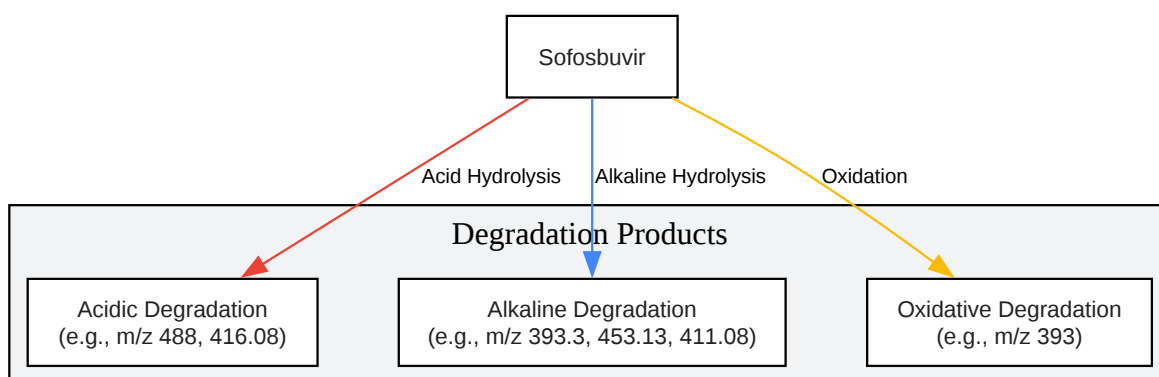 Sofosbuvir
Acid Hydrolysis
Alkaline Hydrolysis
Oxidation
Degradation Products
Acidic Degradation
(e.g., m/z 488, 416.08)
Alkaline Degradation
(e.g., m/z 393.3, 453.13, 411.08)
Oxidative Degradation
(e.g., m/z 393)